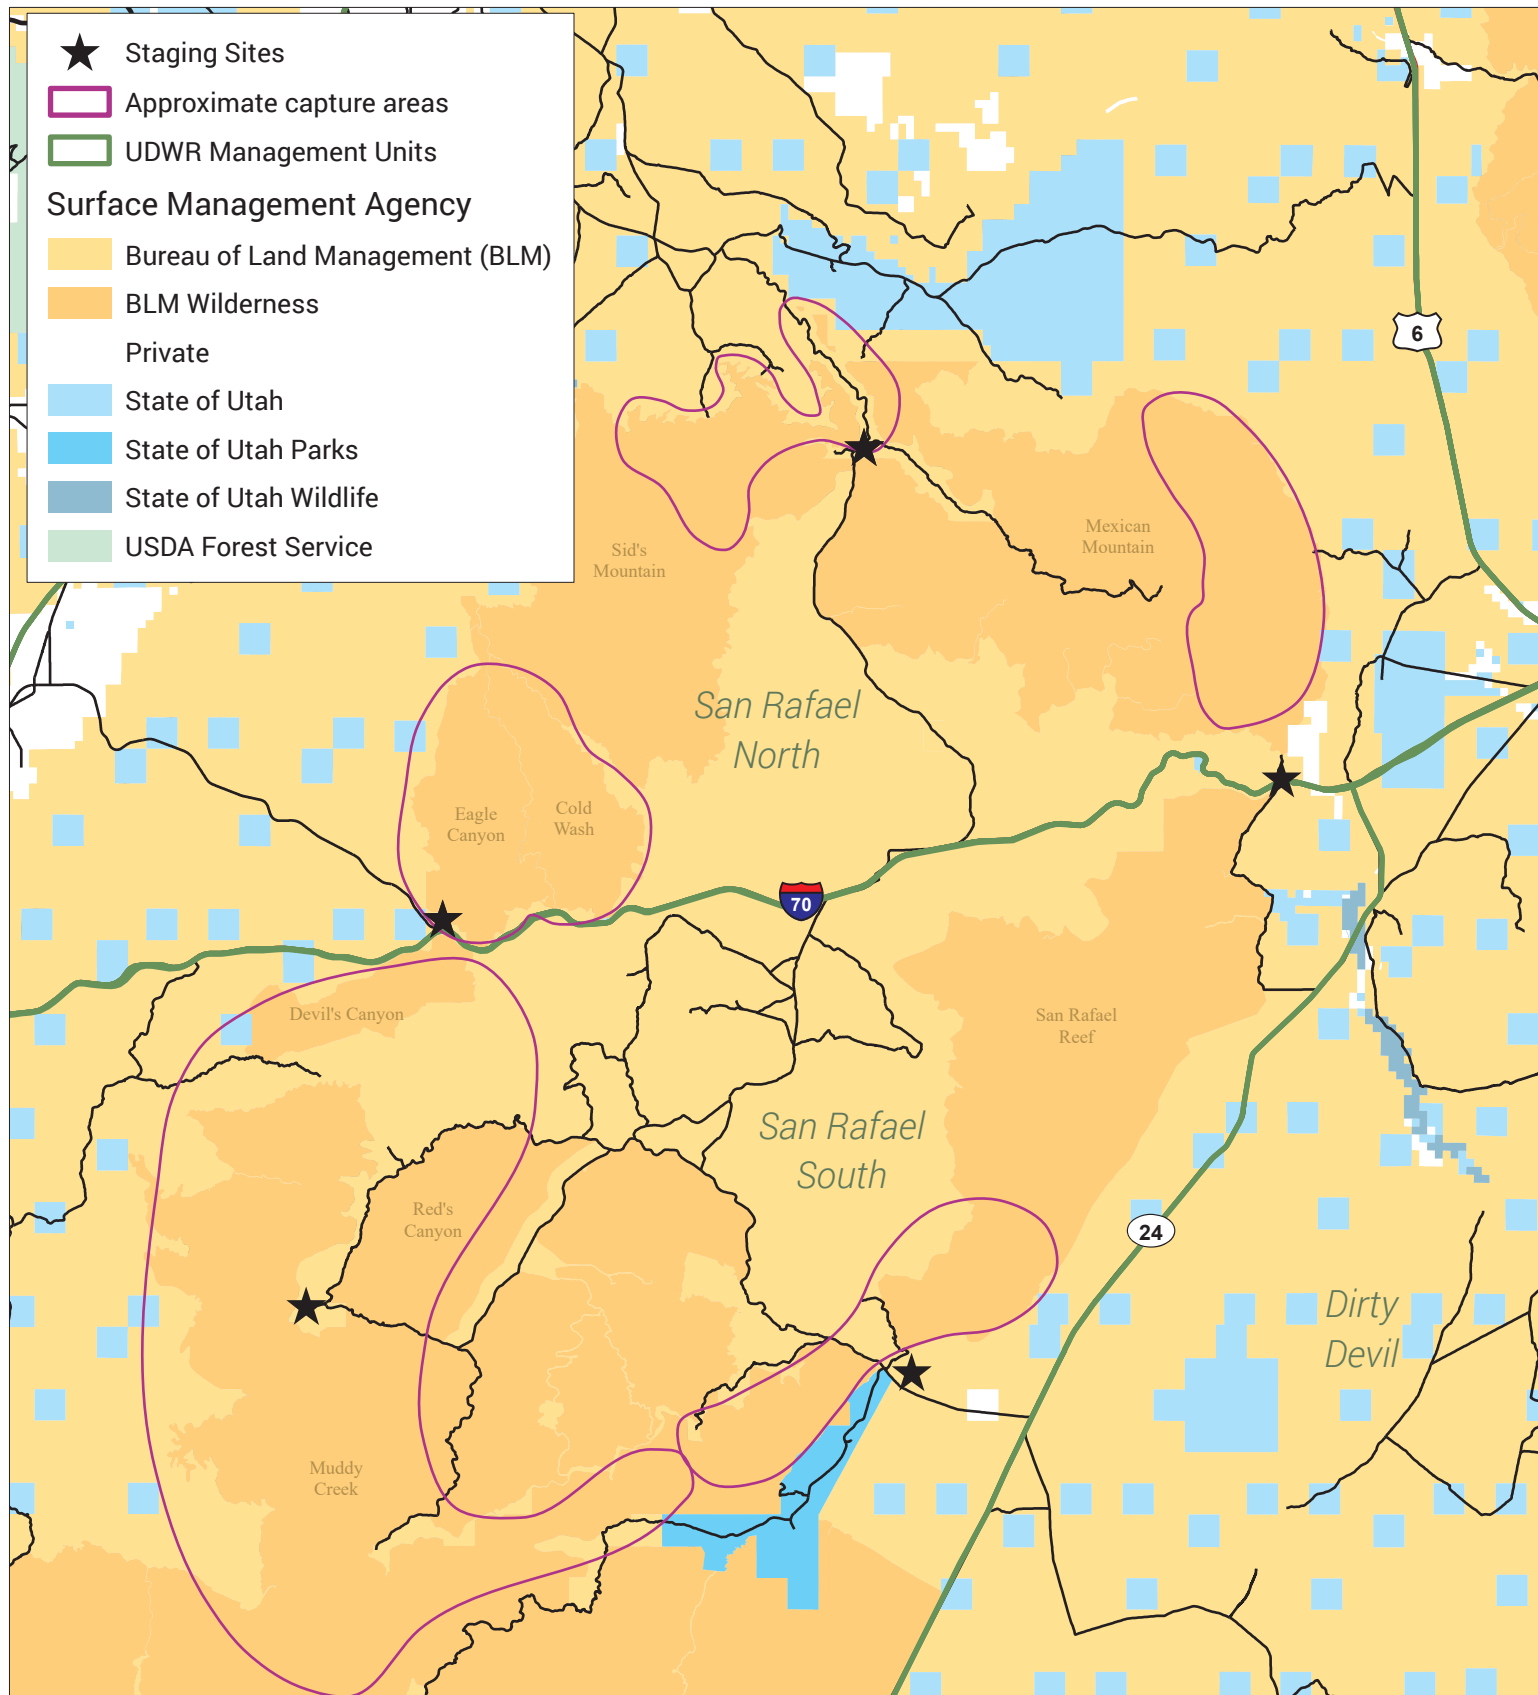 Staging Sites
Approximate capture areas
UDWR Management Units
Surface Management Agency
Bureau of Land Management (BLM)
BLM Wilderness
Private
State of Utah
State of Utah Parks
State of Utah Wildlife
USDA Forest Service
6
Sid's
Mountain
Mexican
Mountain
San Rafael
North
Eagle
Canyon
Cold
Wash
70
Devil's Canyon
San Rafael
Reef
San Rafael
South
Red's
Canyon
24
Dirty
Devil
Muddy
Creek